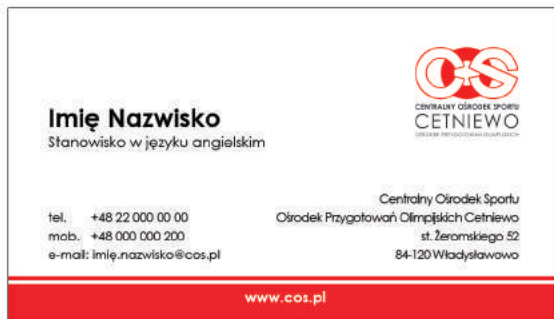 COS
CENTRALNY OŚRODEK SPORTU
CETNIEWO
OŚRODEK PRZYGOTOWAŃ OLIMPIJSKICH
Imię Nazwisko
Stanowisko w języku angielskim
tel. +48 22 000 00 00
mob. +48 000 000 200
e-mail: imię.nazwisko@cos.pl
Centralny Ośrodek Sportu
Ośrodek Przygotowań Olimpijskich Cetniewo
st. Żeromskiego 52
84-120 Władysławowo
www.cos.pl